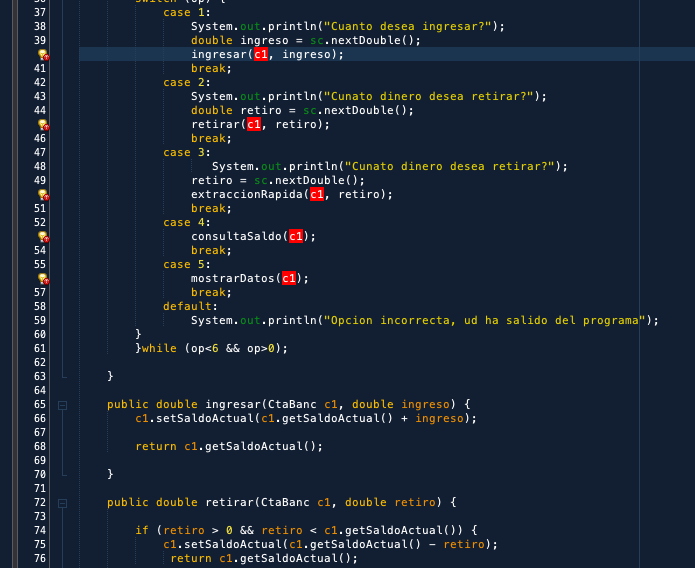 switch (op) {
37 case 1:
38 System.out.println("Cuanto desea ingresar?");
39 double ingreso = sc.nextDouble();
ingresar(c1, ingreso);
41 break;
42 case 2:
43 System.out.println("Cunato dinero desea retirar?");
44 double retiro = sc.nextDouble();
retirar(c1, retiro);
46 break;
47 case 3:
48 System.out.println("Cunato dinero desea retirar?");
49 retiro = sc.nextDouble();
extraccionRapida(c1, retiro);
51 break;
52 case 4:
consultaSaldo(c1);
54 break;
55 case 5:
mostrarDatos(c1);
57 break;
58 default:
59 System.out.println("Opcion incorrecta, ud ha salido del programa");
60 }
61 }while (op<6 && op>0);
62
63 }
64
65 public double ingresar(CtaBanc c1, double ingreso) {
66 c1.setSaldoActual(c1.getSaldoActual() + ingreso);
67
68 return c1.getSaldoActual();
69
70 }
71
72 public double retirar(CtaBanc c1, double retiro) {
73
74 if (retiro > 0 && retiro < c1.getSaldoActual()) {
75 c1.setSaldoActual(c1.getSaldoActual() - retiro);
76 return c1.getSaldoActual();